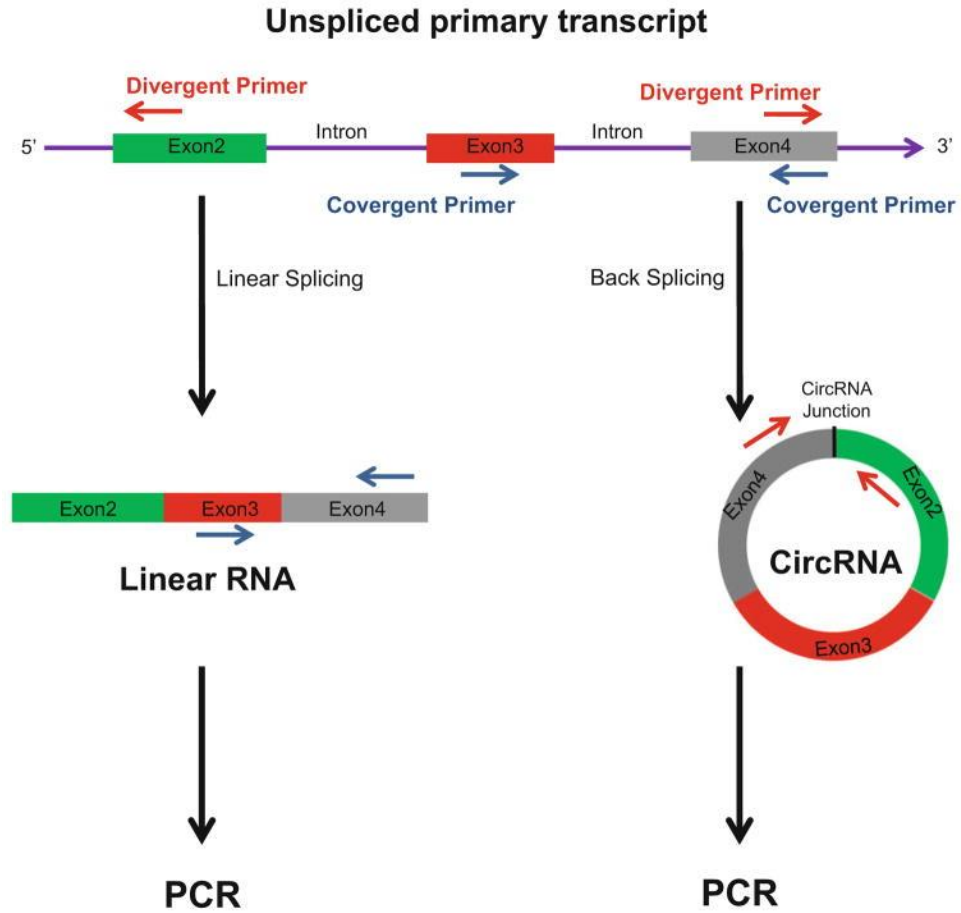 Unspliced primary transcript
Divergent Primer
Divergent Primer
5’
Exon2
Intron
Exon3
Intron
Exon4
3’
Covergent Primer
Covergent Primer
Linear Splicing
Back Splicing
CircRNA
Junction
Exon4
Exon2
Exon2
Exon3
Exon4
CircRNA
Linear RNA
Exon3
PCR
PCR